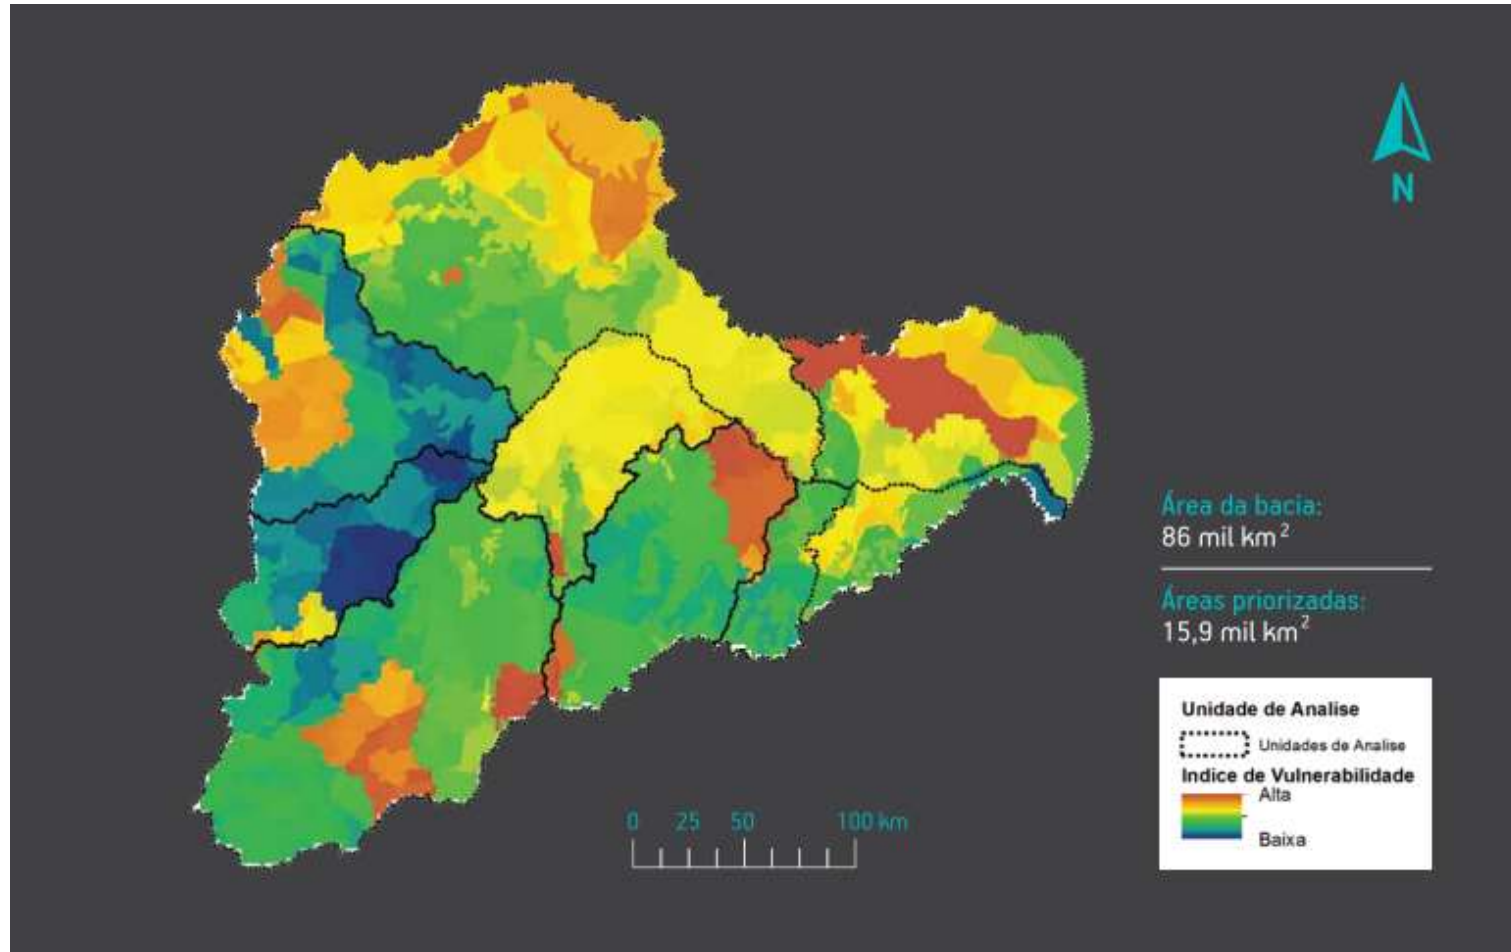 N
Área da bacia:
86 mil km²
Áreas priorizadas:
15,9 mil km²
Unidade de Analise
Unidades de Analise
Indice de Vulnerabilidade
Alta
Baixa
0 25 50 100 km